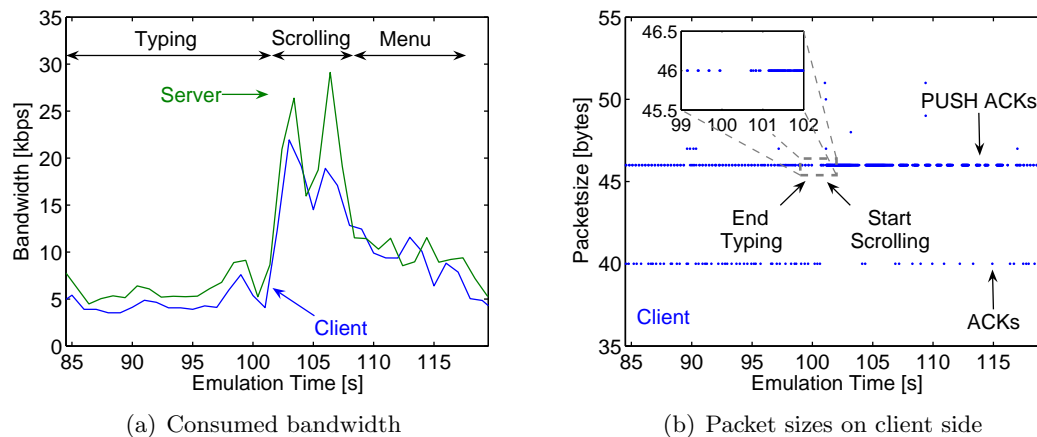 Typing Scrolling Menu
Server
Client
35
30
25
20
15
10
5
0
Bandwidth [kbps]
85 90 95 100 105 110 115
Emulation Time [s]
(a) Consumed bandwidth
46.5
46
45.5
99 100 101 102
PUSH ACKs
End
Typing
Start
Scrolling
Client
ACKs
55
50
45
40
35
Packetsize [bytes]
85 90 95 100 105 110 115
Emulation Time [s]
(b) Packet sizes on client side